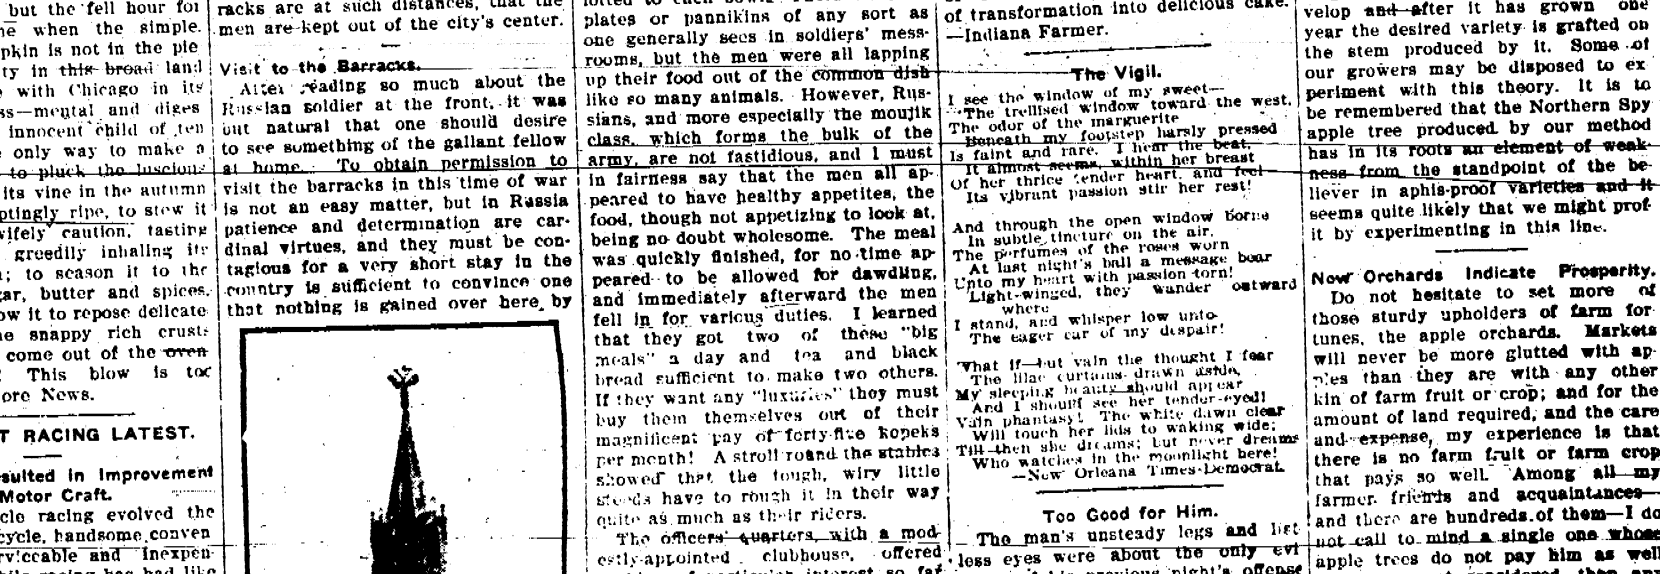 but the fell hour for
when the simple.
pkin is not in the pie
ty in this broad land
with Chicago in its
ss—mental and diges
innocent child of ten
only way to make a
to pluck the luscious
its vine in the autumn
ptingly ripe, to stew it
wifely caution, tasting
greedily inhaling its
; to season it to the
gar, butter and spices,
ow it to repose delicate
he snappy rich crusts
come out of the oven
This blow is too
ore News.
T RACING LATEST.
sulted in Improvement
Motor Craft.
cle racing evolved the
cycle, handsome, conven
rviceable and inexpen-
racks are at such distances, that the
men are kept out of the city's center.
Visit to the Barracks.
After reading so much about the
Russian soldier at the front, it was
but natural that one should desire
to see something of the gallant fellow
at home. To obtain permission to
visit the barracks in this time of war
is not an easy matter, but in Russia
patience and determination are car-
dinal virtues, and they must be con-
tagious for a very short stay in the
country is sufficient to convince one
that nothing is gained over here by
plates or pannikins of any sort as
one generally sees in soldiers' mess-
rooms, but the men were all lapping
up their food out of the common dish
like so many animals. However, Rus-
sians, and more especially the moujik
class, which forms the bulk of the
army, are not fastidious, and I must
in fairness say that the men all ap-
peared to have healthy appetites, the
food, though not appetizing to look at,
being no doubt wholesome. The meal
was quickly finished, for no time ap-
peared to be allowed for dawdling,
and immediately afterward the men
fell in for various duties. I learned
that they got two of these "big
meals" a day and tea and black
bread sufficient to make two others.
If they want any "luxuries" they must
buy them themselves out of their
magnificent pay of forty-five kopeks
per month! A stroll round the stables
showed that the tough, wiry little
steeds have to rough it in their way
quite as much as their riders.
The officers' quarters, with a mod-
estly-appointed clubhouse, offered
of transformation into delicious cake.
—Indiana Farmer.
The Vigil.
I see the window of my sweet—
The trellised window toward the west.
The odor of the marguerite
Beneath my footstep harsly pressed
Is faint and rare. I hear the beat,
It almost seems, within her breast
Of her thrice tender heart, and feel
Its vibrant passion stir her rest!
And through the open window borne
In subtle tincture on the air,
The perfumes of the roses worn
At last night's ball a message bear
Unto my heart with passion torn!
Light-winged, they wander outward
where
I stand, and whisper low unto
The eager ear of my despair!
What if—but vain the thought I fear
The lilac curtains drawn aside,
My sleeping beauty should appear
And I should see her tender-eyed!
Vain phantasy! The white dawn clear
Will touch her lids to waking wide;
Till then she dreams; but never dreams
Who watches in the moonlight here!
—New Orleans Times-Democrat.
Too Good for Him.
The man's unsteady legs and list
less eyes were about the only evi
velop and after it has grown one
year the desired variety is grafted on
the stem produced by it. Some of
our growers may be disposed to ex
periment with this theory. It is to
be remembered that the Northern Spy
apple tree produced by our method
has in its roots an element of weak-
ness from the standpoint of the be-
liever in aphis-proof varieties and it
seems quite likely that we might prof-
it by experimenting in this line.
New Orchards Indicate Prosperity.
Do not hesitate to set more of
those sturdy upholders of farm for
tunes, the apple orchards. Markets
will never be more glutted with ap-
ples than they are with any other
kin of farm fruit or crop; and for the
amount of land required, and the care
and expense, my experience is that
there is no farm fruit or farm crop
that pays so well. Among all my
farmer friends and acquaintances—
and there are hundreds of them—I do
not call to mind a single one whose
apple trees do not pay him as well